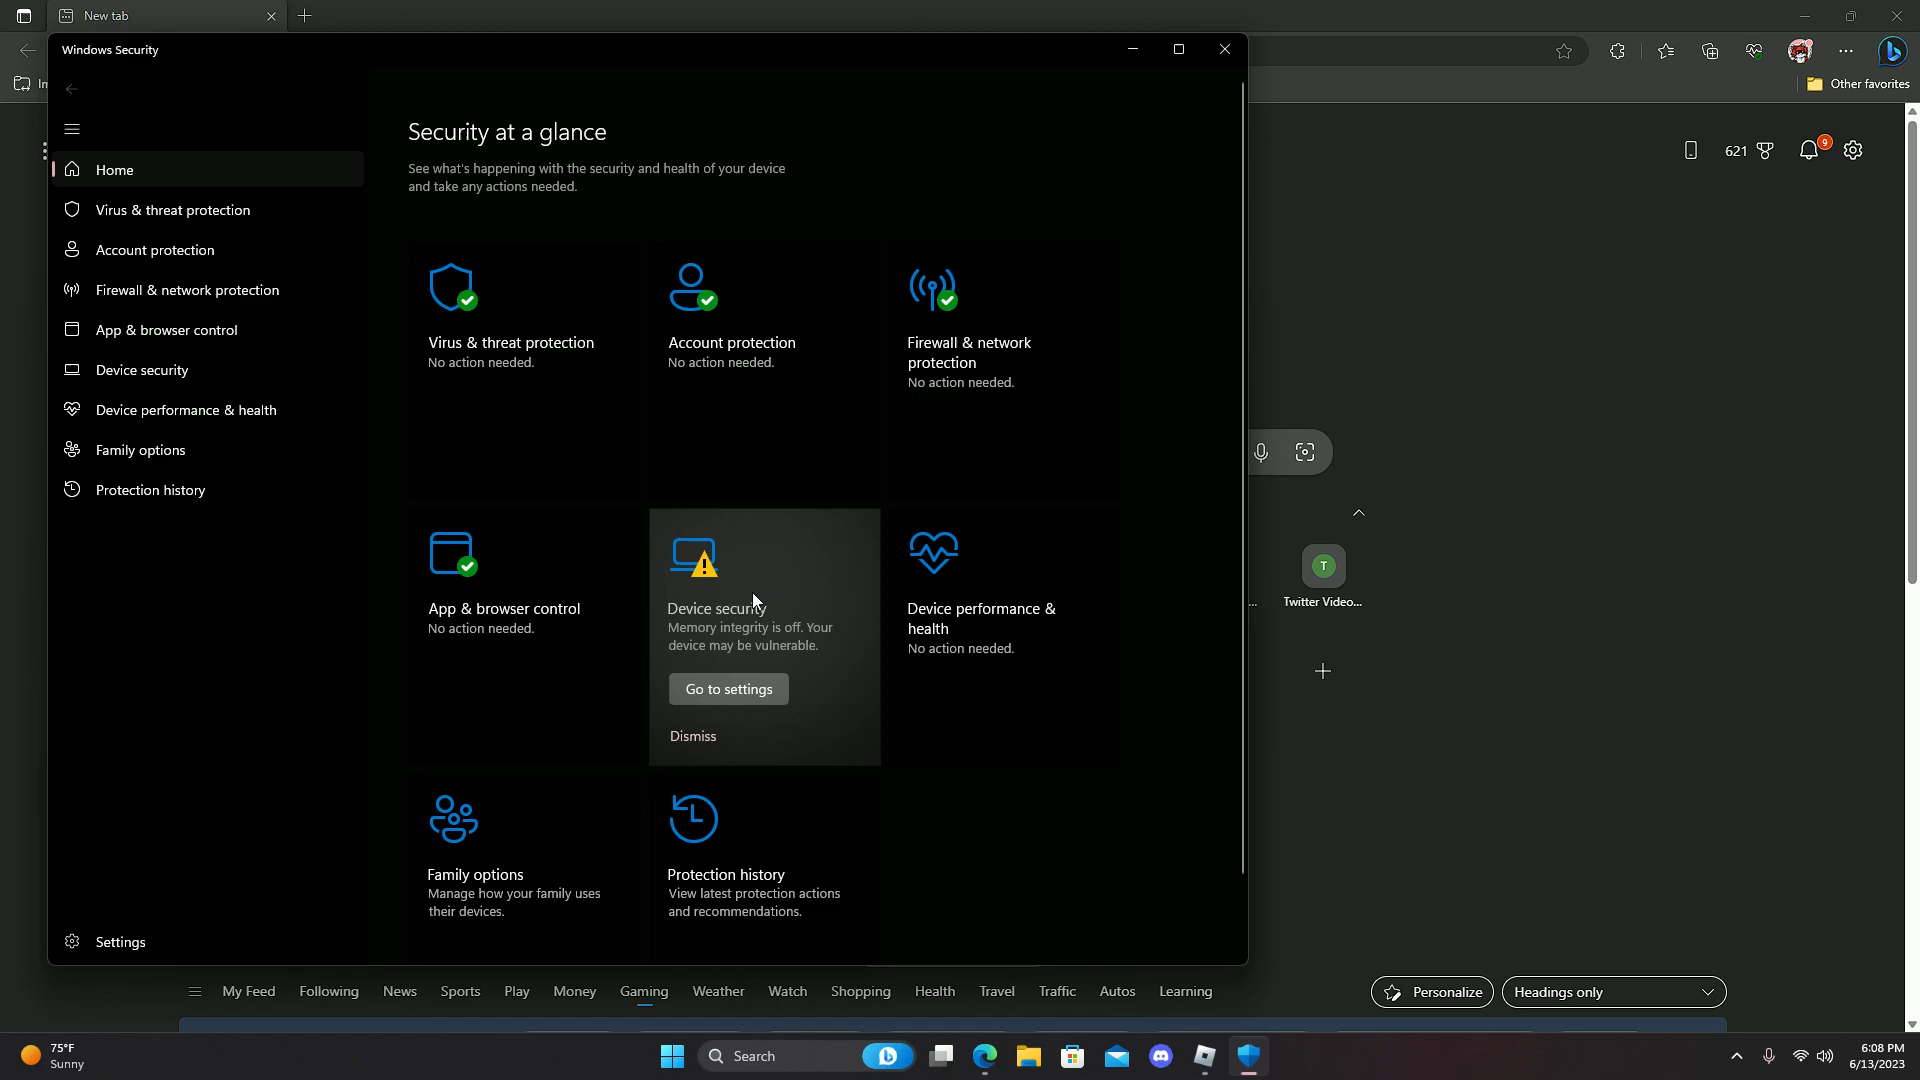 New tab
Windows Security
Other favorites
Home
Virus & threat protection
Account protection
Firewall & network protection
App & browser control
Device security
Device performance & health
Family options
Protection history
Settings
Security at a glance
See what's happening with the security and health of your device
and take any actions needed.
Virus & threat protection
No action needed.
Account protection
No action needed.
Firewall & network
protection
No action needed.
App & browser control
No action needed.
Device security
Memory integrity is off. Your
device may be vulnerable.
Go to settings
Dismiss
Device performance &
health
No action needed.
Family options
Manage how your family uses
their devices.
Protection history
View latest protection actions
and recommendations.
621
9
T
Twitter Video...
My Feed Following News Sports Play Money Gaming Weather Watch Shopping Health Travel Traffic Autos Learning
Personalize
Headings only
75°F
Sunny
Search
6:08 PM
6/13/2023